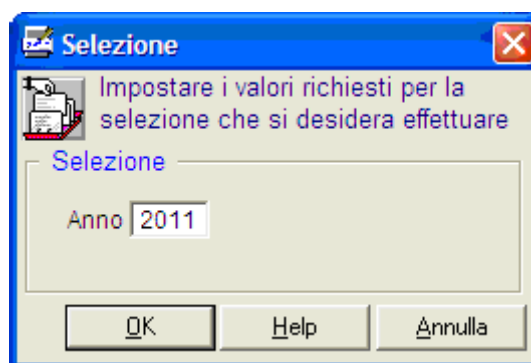 Selezione
Impostare i valori richiesti per la
selezione che si desidera effettuare
Selezione
Anno 2011
OK Help Annulla